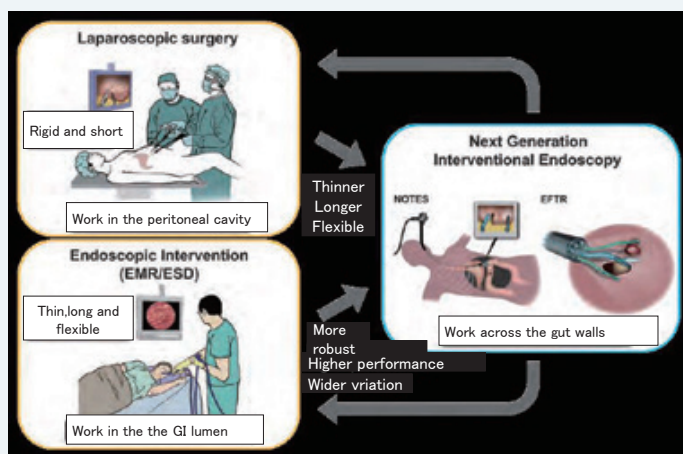 Laparoscopic surgery
Rigid and short
Work in the peritoneal cavity
Endoscopic Intervention
(EMR/ESD)
Thin,long and
flexible
Work in the the GI lumen
Thinner
Longer
Flexible
More
robust
Higher performance
Wider vriation
Next Generation
Interventional Endoscopy
NOTES
EFTR
Work across the gut walls